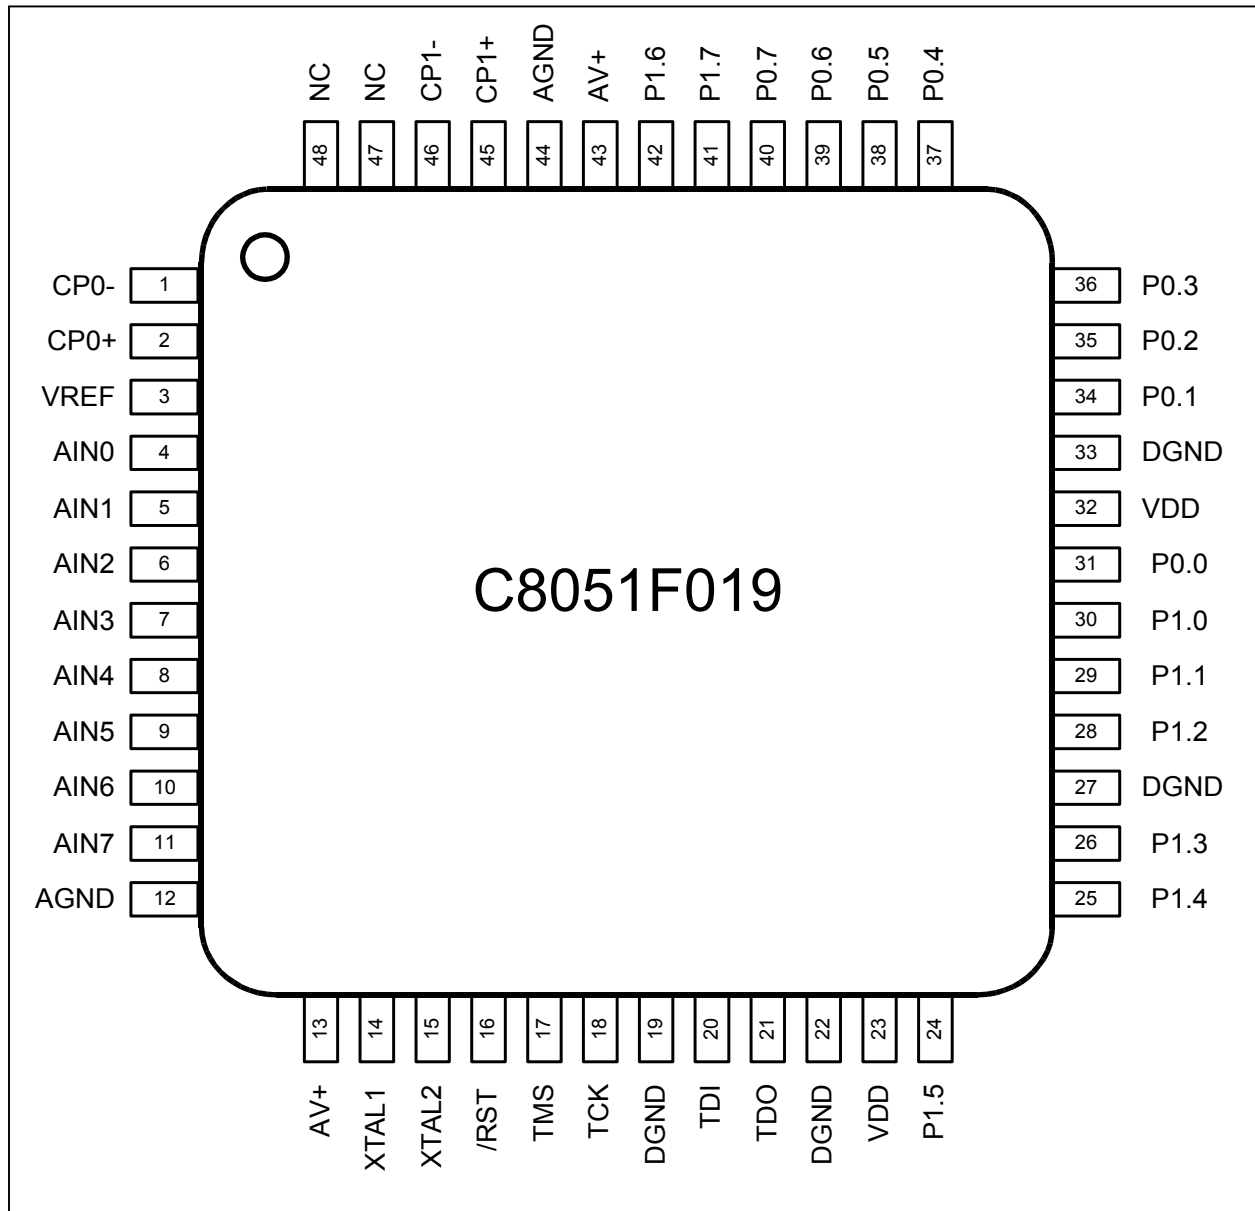 NC NC CP1- CP1+ AGND AV+ P1.6 P1.7 P0.7 P0.6 P0.5 P0.4
48 47 46 45 44 43 42 41 40 39 38 37
CP0- 1 36 P0.3
CP0+ 2 35 P0.2
VREF 3 34 P0.1
AIN0 4 33 DGND
AIN1 5 32 VDD
AIN2 6 31 P0.0
C8051F019
AIN3 7 30 P1.0
AIN4 8 29 P1.1
AIN5 9 28 P1.2
AIN6 10 27 DGND
AIN7 11 26 P1.3
AGND 12 25 P1.4
13 14 15 16 17 18 19 20 21 22 23 24
AV+ XTAL1 XTAL2 /RST TMS TCK DGND TDI TDO DGND VDD P1.5